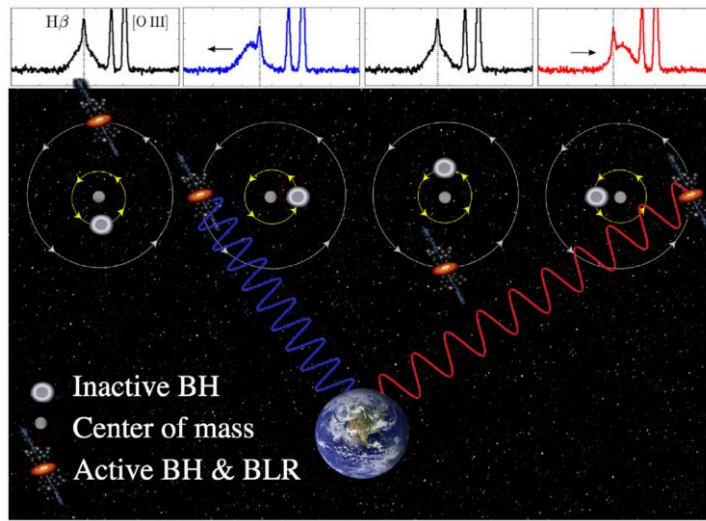 Hβ [O III]
Inactive BH
Center of mass
Active BH & BLR